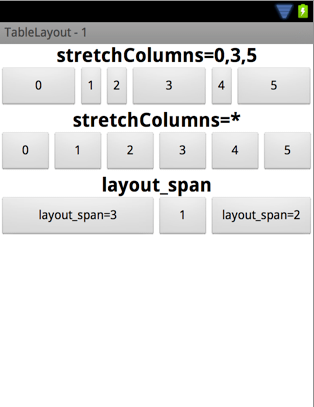 TableLayout - 1
stretchColumns=0,3,5
0 1 2 3 4 5
stretchColumns=*
0 1 2 3 4 5
layout_span
layout_span=3 1 layout_span=2